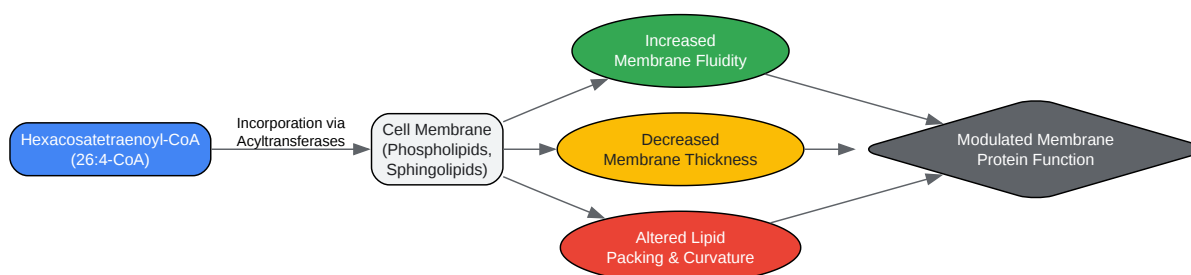 Hexacosatetraenoyl-CoA
(26:4-CoA)
Incorporation via
Acyltransferases
Cell Membrane
(Phospholipids,
Sphingolipids)
Increased
Membrane Fluidity
Decreased
Membrane Thickness
Altered Lipid
Packing & Curvature
Modulated Membrane
Protein Function